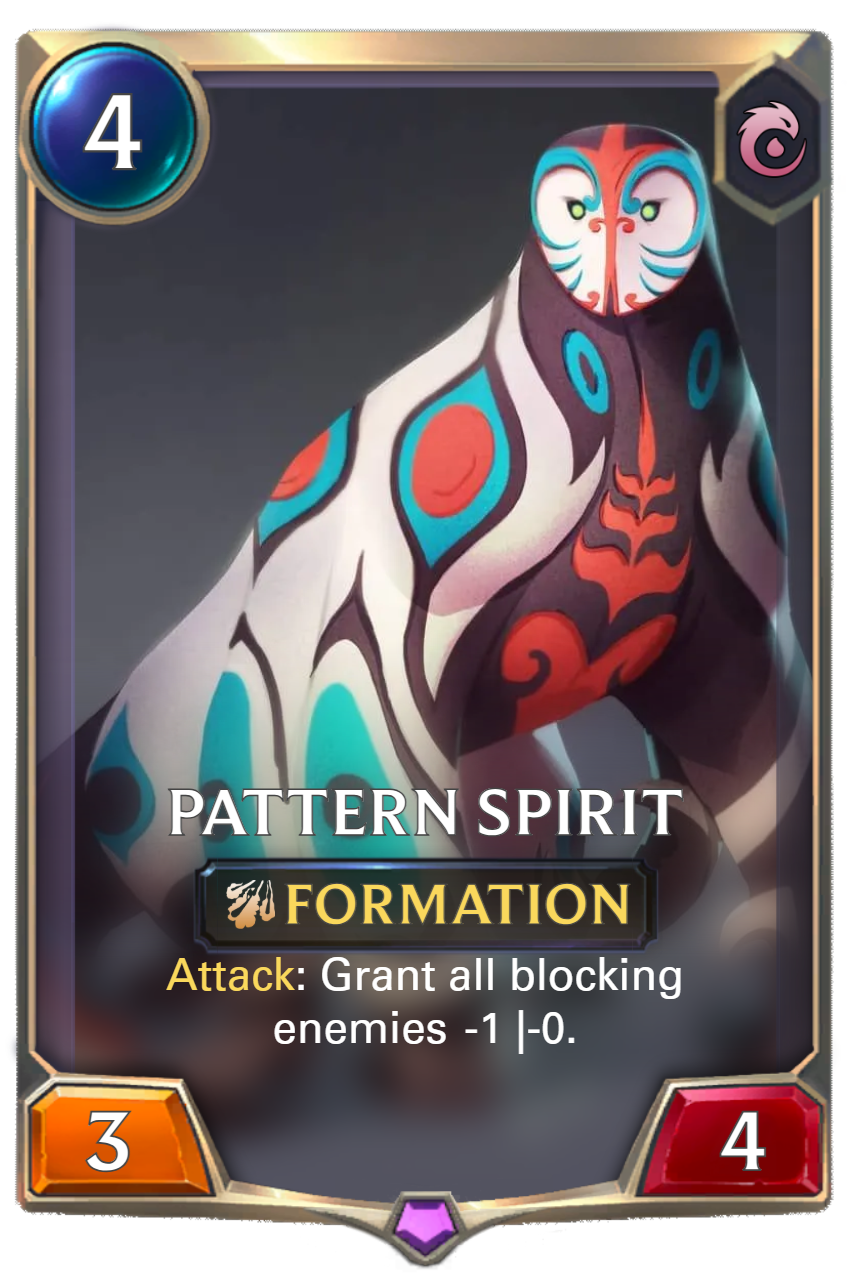 4
PATTERN SPIRIT
FORMATION
Attack: Grant all blocking
enemies -1 |-0.
3
4